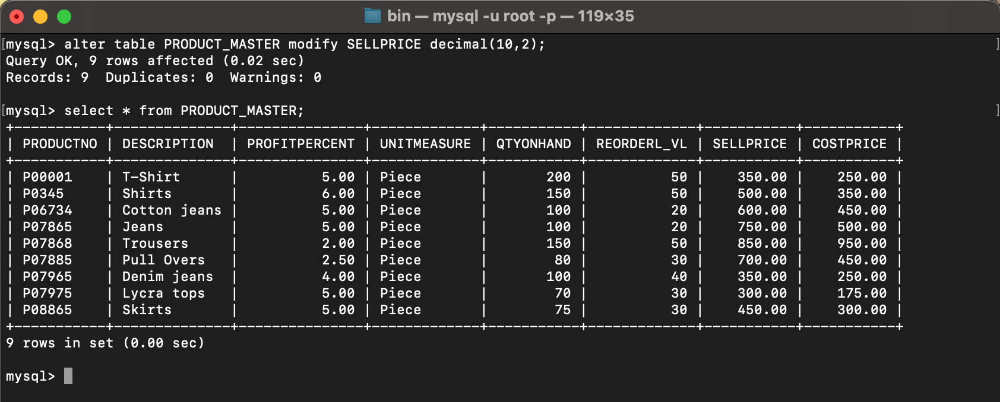 bin — mysql -u root -p — 119×35
[mysql> alter table PRODUCT_MASTER modify SELLPRICE decimal(10,2); ]
Query OK, 9 rows affected (0.02 sec)
Records: 9  Duplicates: 0  Warnings: 0
[mysql> select * from PRODUCT_MASTER; ]
+-----------+--------------+---------------+-------------+-----------+-------------+-----------+-----------+
| PRODUCTNO | DESCRIPTION  | PROFITPERCENT | UNITMEASURE | QTYONHAND | REORDERL_VL | SELLPRICE | COSTPRICE |
+-----------+--------------+---------------+-------------+-----------+-------------+-----------+-----------+
| P00001    | T-Shirt      |          5.00 | Piece       |       200 |          50 |    350.00 |    250.00 |
| P0345     | Shirts       |          6.00 | Piece       |       150 |          50 |    500.00 |    350.00 |
| P06734    | Cotton jeans |          5.00 | Piece       |       100 |          20 |    600.00 |    450.00 |
| P07865    | Jeans        |          5.00 | Piece       |       100 |          20 |    750.00 |    500.00 |
| P07868    | Trousers     |          2.00 | Piece       |       150 |          50 |    850.00 |    950.00 |
| P07885    | Pull Overs   |          2.50 | Piece       |        80 |          30 |    700.00 |    450.00 |
| P07965    | Denim jeans  |          4.00 | Piece       |       100 |          40 |    350.00 |    250.00 |
| P07975    | Lycra tops   |          5.00 | Piece       |        70 |          30 |    300.00 |    175.00 |
| P08865    | Skirts       |          5.00 | Piece       |        75 |          30 |    450.00 |    300.00 |
+-----------+--------------+---------------+-------------+-----------+-------------+-----------+-----------+
9 rows in set (0.00 sec)
mysql>